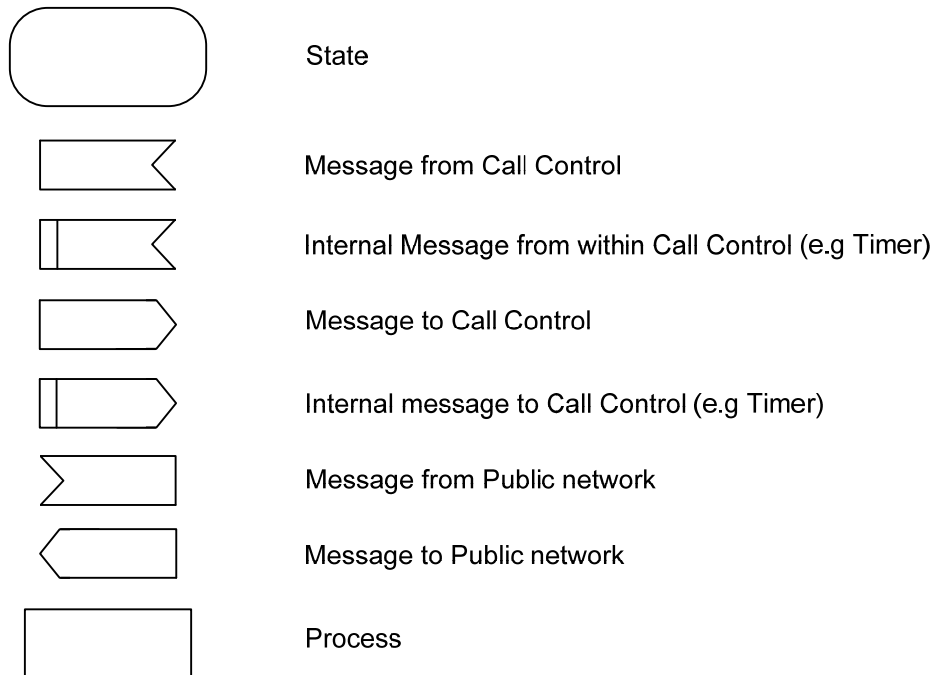 State
Message from Call Control
Internal Message from within Call Control (e.g Timer)
Message to Call Control
Internal message to Call Control (e.g Timer)
Message from Public network
Message to Public network
Process